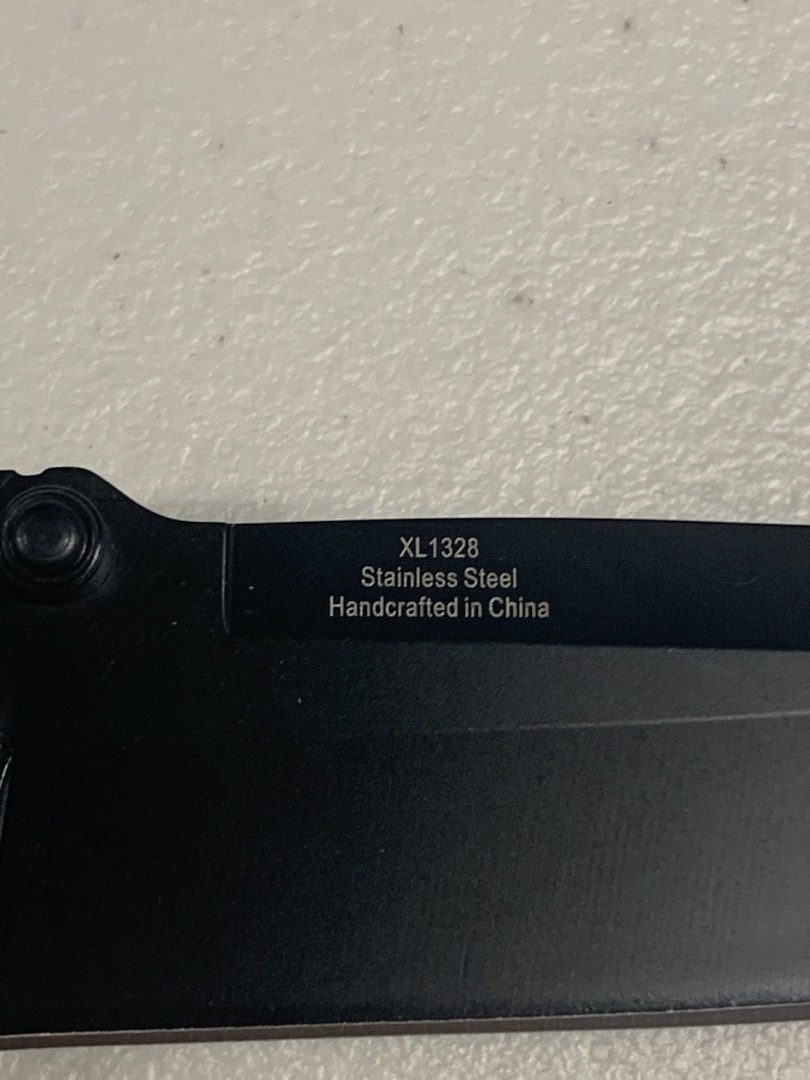 XL1328
Stainless Steel
Handcrafted in China